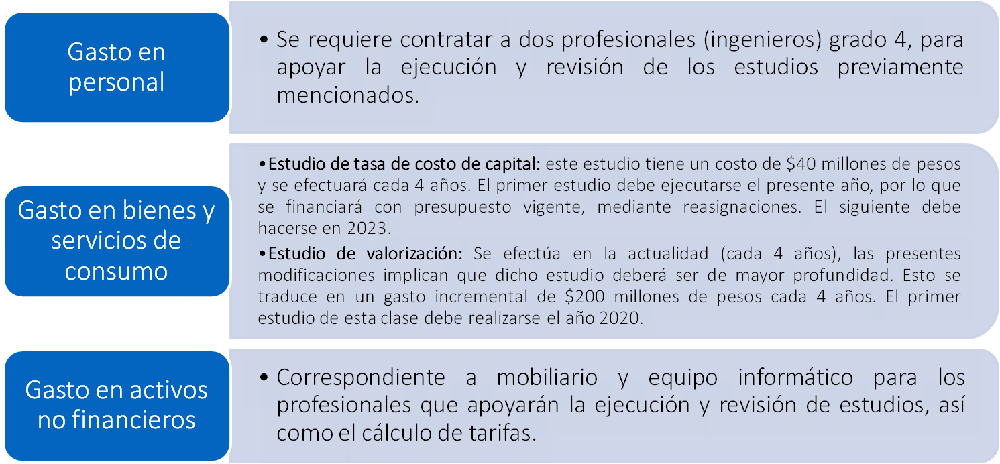 Gasto en
personal
• Se requiere contratar a dos profesionales (ingenieros) grado 4, para
apoyar la ejecución y revisión de los estudios previamente
mencionados.
Gasto en bienes y
servicios de
consumo
•Estudio de tasa de costo de capital: este estudio tiene un costo de $40 millones de pesos
y se efectuará cada 4 años. El primer estudio debe ejecutarse el presente año, por lo que
se financiará con presupuesto vigente, mediante reasignaciones. El siguiente debe
hacerse en 2023.
•Estudio de valorización: Se efectúa en la actualidad (cada 4 años), las presentes
modificaciones implican que dicho estudio deberá ser de mayor profundidad. Esto se
traduce en un gasto incremental de $200 millones de pesos cada 4 años. El primer
estudio de esta clase debe realizarse el año 2020.
Gasto en activos
no financieros
• Correspondiente a mobiliario y equipo informático para los
profesionales que apoyarán la ejecución y revisión de estudios, así
como el cálculo de tarifas.